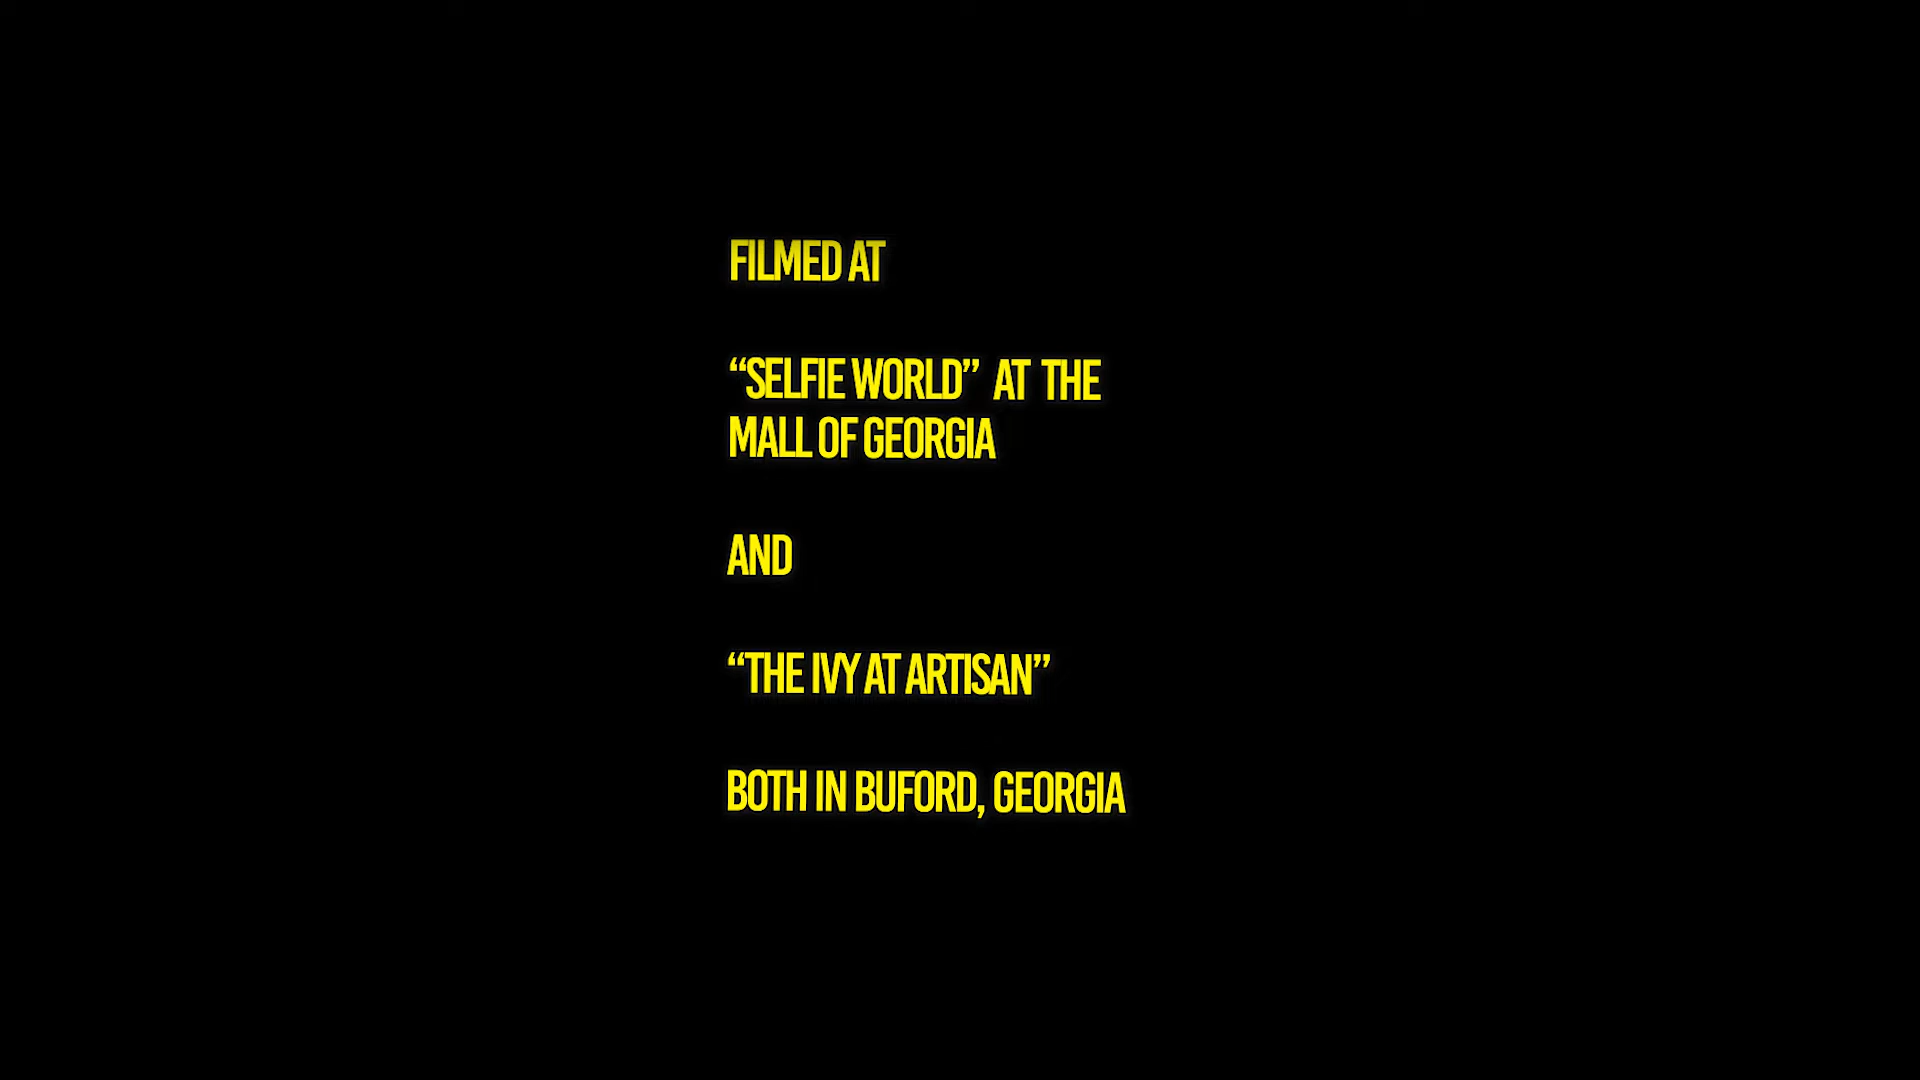 FILMED AT
“SELFIE WORLD” AT THE
MALL OF GEORGIA
AND
“THE IVY AT ARTISAN”
BOTH IN BUFORD, GEORGIA